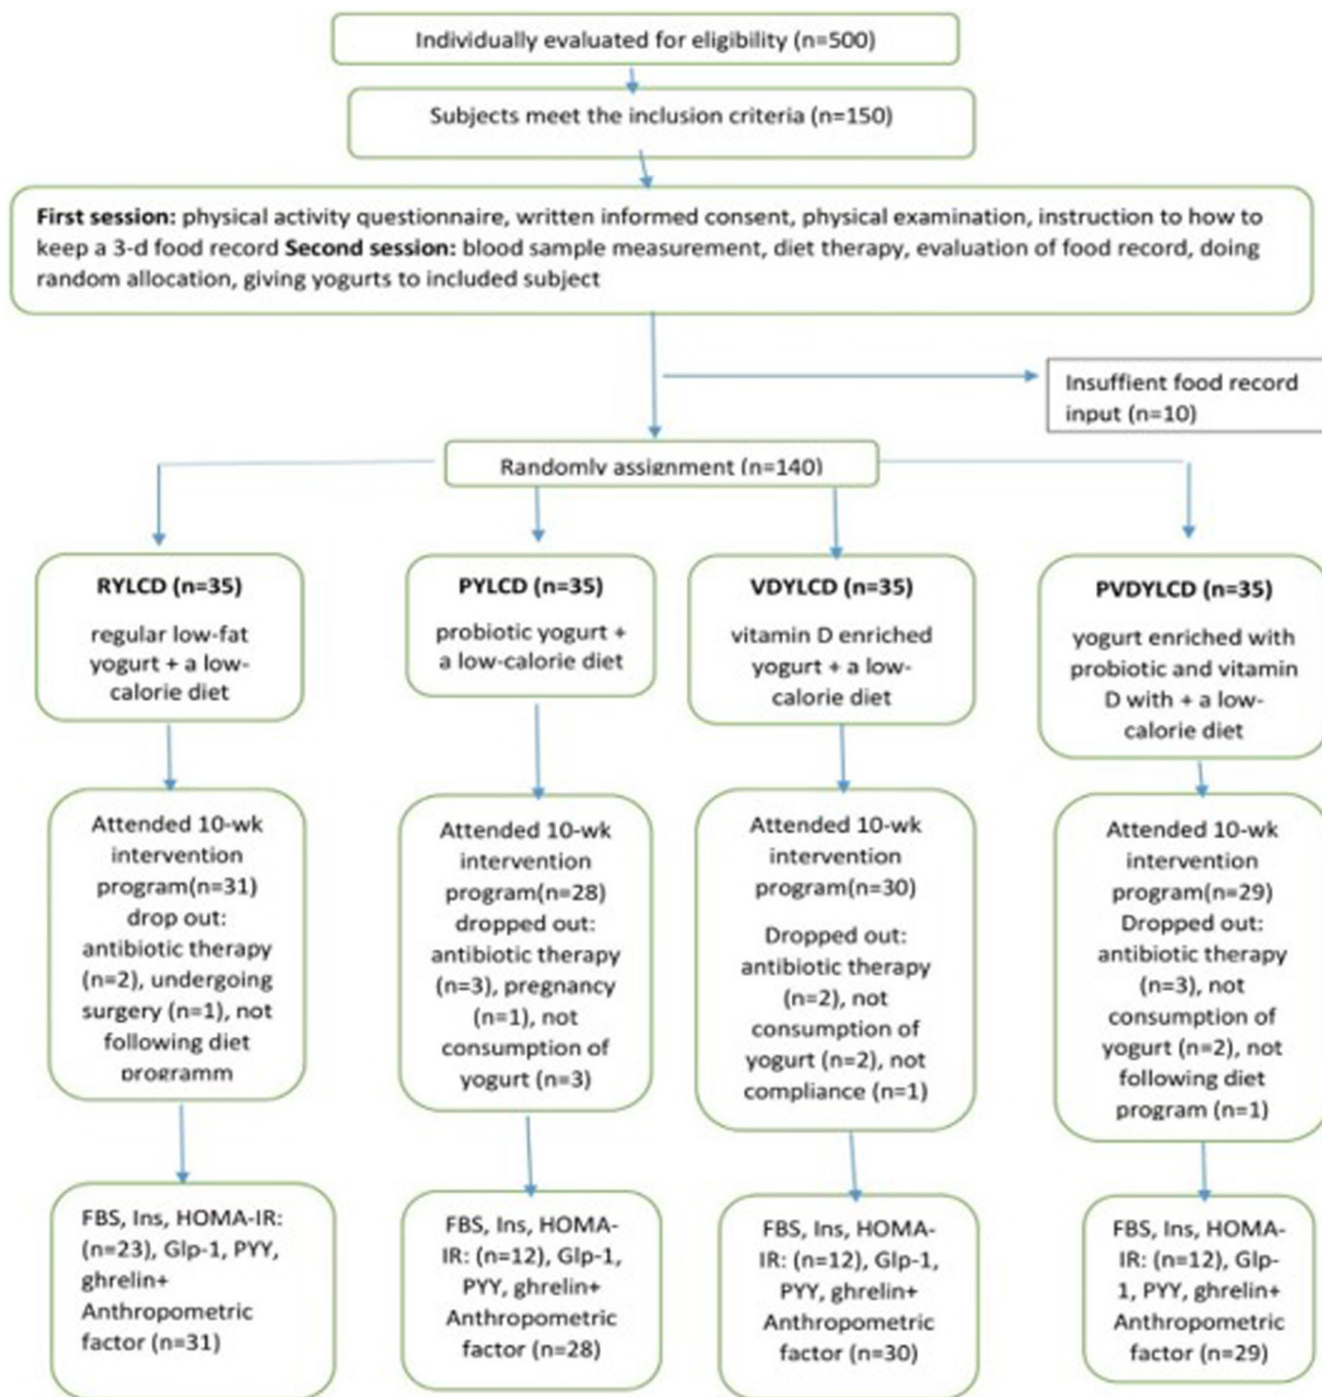 Individually evaluated for eligibility (n=500)
Subjects meet the inclusion criteria (n=150)
First session: physical activity questionnaire, written informed consent, physical examination, instruction to how to
keep a 3-d food record Second session: blood sample measurement, diet therapy, evaluation of food record, doing
random allocation, giving yogurts to included subject
Insuffient food record
input (n=10)
Randomly assignment (n=140)
RYLCD (n=35)
regular low-fat
yogurt + a low-
calorie diet
PYLCD (n=35)
probiotic yogurt +
a low-calorie diet
VDYLCD (n=35)
vitamin D enriched
yogurt + a low-
calorie diet
PVDYLCD (n=35)
yogurt enriched with
probiotic and vitamin
D with + a low-
calorie diet
Attended 10-wk
intervention
program(n=31)
drop out:
antibiotic therapy
(n=2), undergoing
surgery (n=1), not
following diet
programm
Attended 10-wk
intervention
program(n=28)
dropped out:
antibiotic therapy
(n=3), pregnancy
(n=1), not
consumption of
yogurt (n=3)
Attended 10-wk
intervention
program(n=30)
Dropped out:
antibiotic therapy
(n=2), not
consumption of
yogurt (n=2), not
compliance (n=1)
Attended 10-wk
intervention
program(n=29)
Dropped out:
antibiotic therapy
(n=3), not
consumption of
yogurt (n=2), not
following diet
program (n=1)
FBS, Ins, HOMA-IR:
(n=23), Glp-1, PYY,
ghrelin+
Anthropometric
factor (n=31)
FBS, Ins, HOMA-
IR: (n=12), Glp-1,
PYY, ghrelin+
Anthropometric
factor (n=28)
FBS, Ins, HOMA-
IR: (n=12), Glp-1,
PYY, ghrelin+
Anthropometric
factor (n=30)
FBS, Ins, HOMA-
IR: (n=12), Glp-
1, PYY, ghrelin+
Anthropometric
factor (n=29)